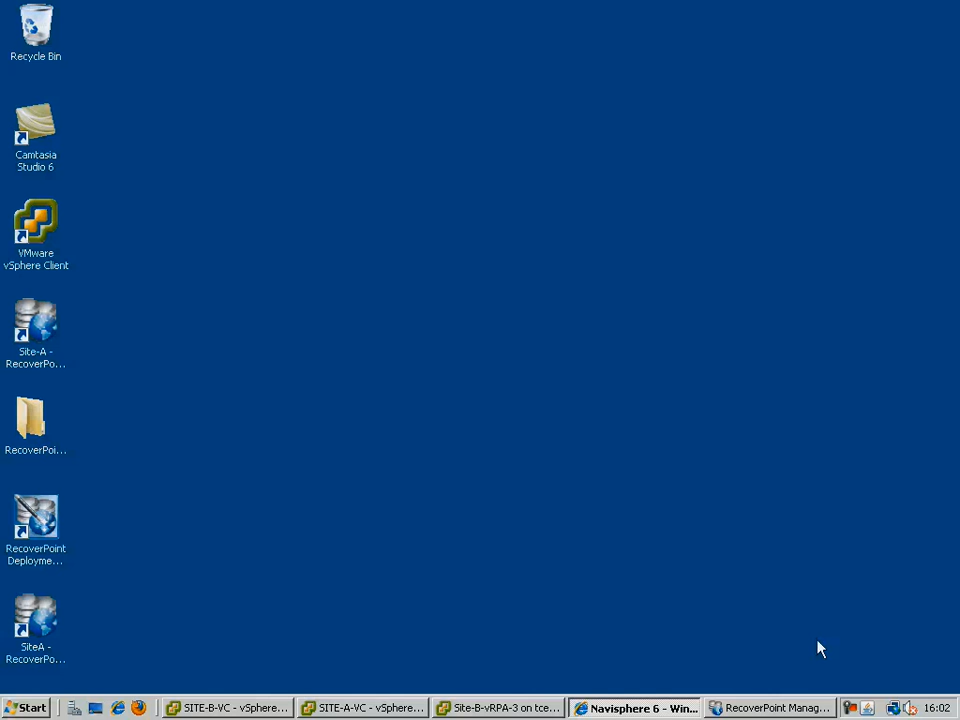 Recycle Bin
Camtasia
Studio 6
VMware
vSphere Client
Site-A -
RecoverPo...
RecoverPoi...
RecoverPoint
Deployme...
SiteA -
RecoverPo...
Start
SITE-B-VC - vSphere...
SITE-A-VC - vSphere...
Site-B-vRPA-3 on tce...
Navisphere 6 - Win...
RecoverPoint Manag...
16:02